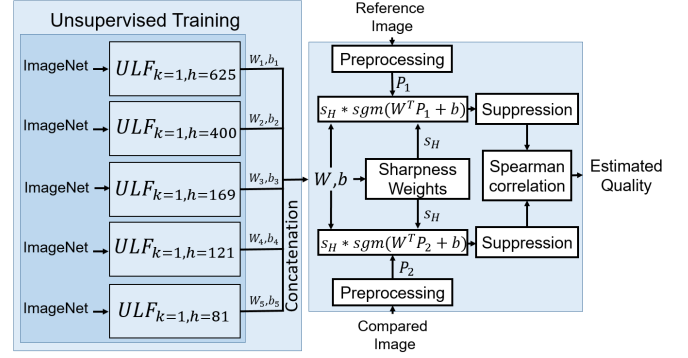 Unsupervised Training
ImageNet
ULF_{k=1,h=625}
W_1,b_1
ImageNet
ULF_{k=1,h=400}
W_2,b_2
ImageNet
ULF_{k=1,h=169}
W_3,b_3
ImageNet
ULF_{k=1,h=121}
W_4,b_4
ImageNet
ULF_{k=1,h=81}
W_5,b_5
Concatenation
Reference
Image
Preprocessing
P_1
s_H * sgm(W^T P_1 + b)
Suppression
s_H
W,b
Sharpness
Weights
Spearman
correlation
Estimated
Quality
s_H
s_H * sgm(W^T P_2 + b)
Suppression
P_2
Preprocessing
Compared
Image